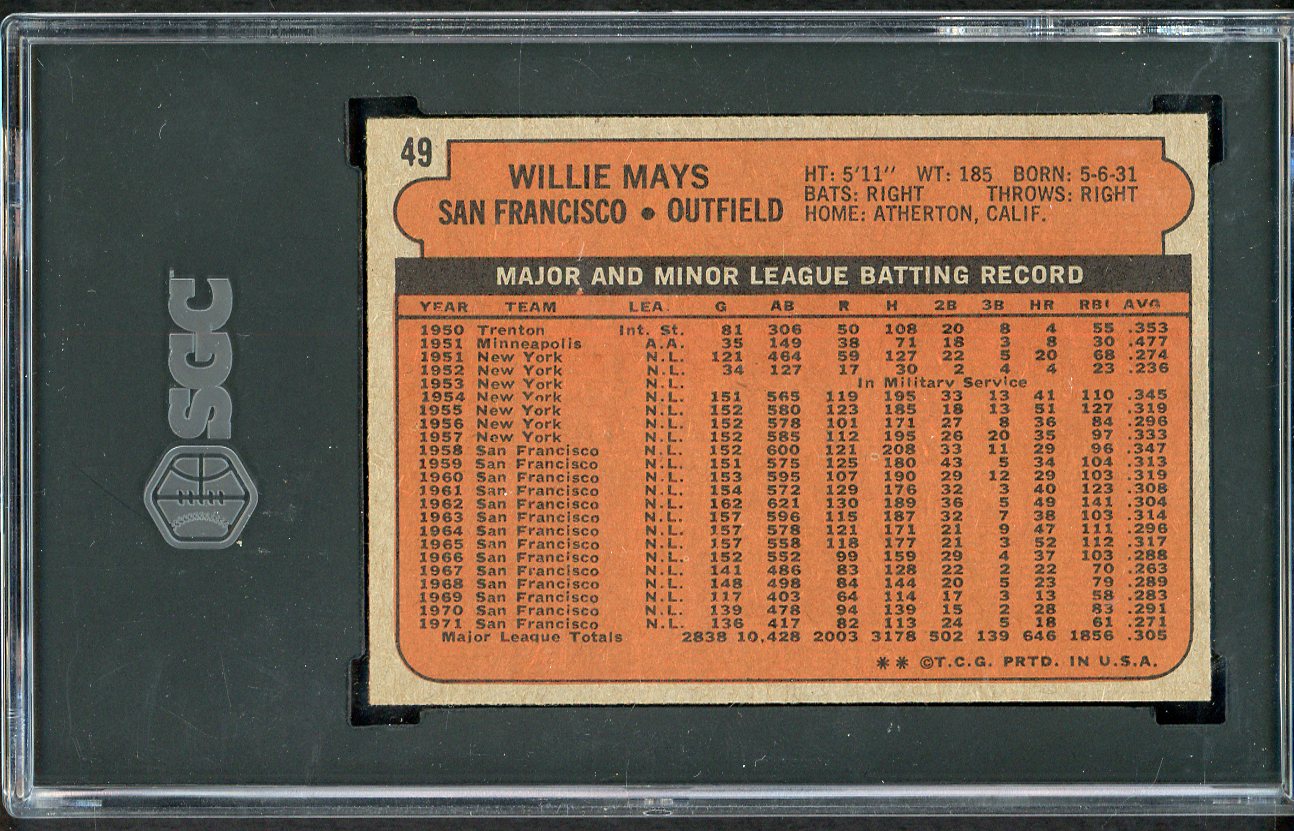 SGC
49
WILLIE MAYS
SAN FRANCISCO • OUTFIELD
HT: 5'11" WT: 185 BORN: 5-6-31
BATS: RIGHT THROWS: RIGHT
HOME: ATHERTON, CALIF.
MAJOR AND MINOR LEAGUE BATTING RECORD
YEAR TEAM LEA. G AB R H 2B 3B HR RBI AVG.
1950 Trenton Int. St. 81 306 50 108 20 8 4 55 .353
1951 Minneapolis A.A. 35 149 38 71 18 3 8 30 .477
1951 New York N.L. 121 464 59 127 22 5 20 68 .274
1952 New York N.L. 34 127 17 30 2 4 4 23 .236
1953 New York N.L. In Military Service
1954 New York N.L. 151 565 119 195 33 13 41 110 .345
1955 New York N.L. 152 580 123 185 18 13 51 127 .319
1956 New York N.L. 152 578 101 171 27 8 36 84 .296
1957 New York N.L. 152 585 112 195 26 20 35 97 .333
1958 San Francisco N.L. 152 600 121 208 33 11 29 96 .347
1959 San Francisco N.L. 151 575 125 180 43 5 34 104 .313
1960 San Francisco N.L. 153 595 107 190 29 12 29 103 .319
1961 San Francisco N.L. 154 572 129 176 32 3 40 123 .308
1962 San Francisco N.L. 162 621 130 189 36 5 49 141 .304
1963 San Francisco N.L. 157 596 115 187 32 7 38 103 .314
1964 San Francisco N.L. 157 578 121 171 21 9 47 111 .296
1965 San Francisco N.L. 157 558 118 177 21 3 52 112 .317
1966 San Francisco N.L. 152 552 99 159 29 4 37 103 .288
1967 San Francisco N.L. 141 486 83 128 22 2 22 70 .263
1968 San Francisco N.L. 148 498 84 144 20 5 23 79 .289
1969 San Francisco N.L. 117 403 64 114 17 3 13 58 .283
1970 San Francisco N.L. 139 478 94 139 15 2 28 83 .291
1971 San Francisco N.L. 136 417 82 113 24 5 18 61 .271
Major League Totals 2838 10,428 2003 3178 502 139 646 1856 .305
** ©T.C.G. PRTD. IN U.S.A.